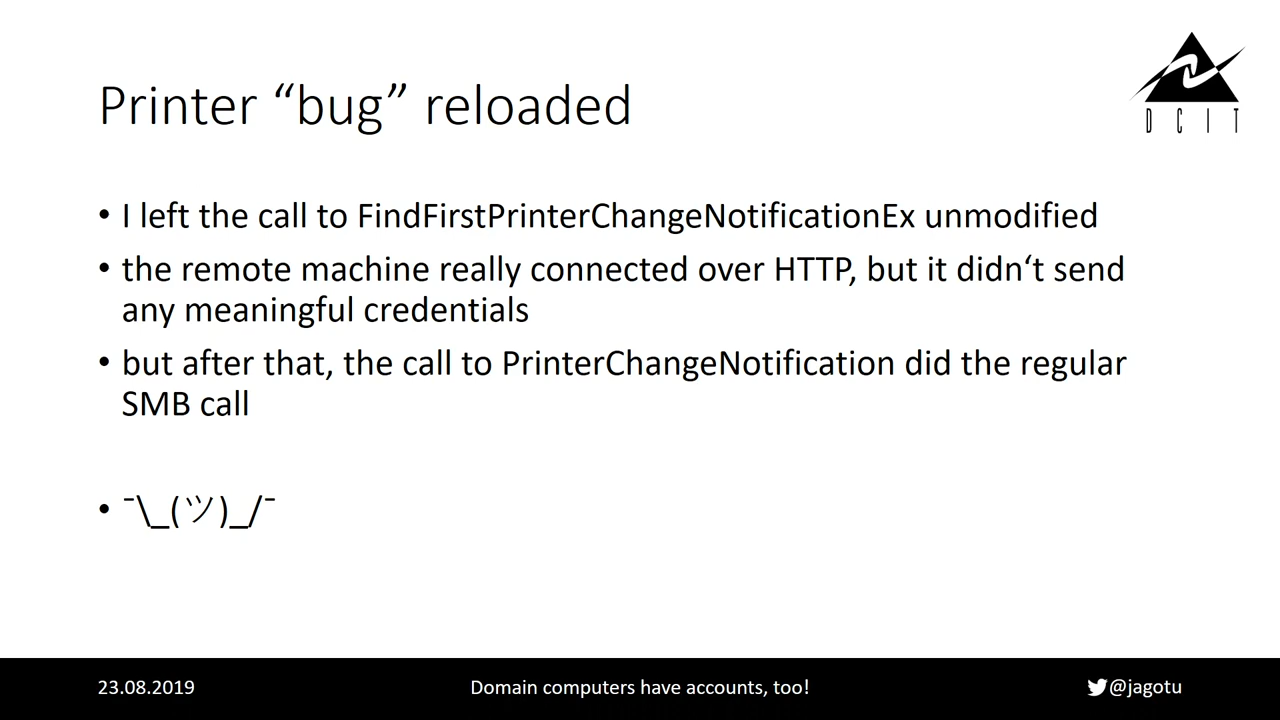 Printer “bug” reloaded
DCIT
• I left the call to FindFirstPrinterChangeNotificationEx unmodified
• the remote machine really connected over HTTP, but it didn‘t send
any meaningful credentials
• but after that, the call to PrinterChangeNotification did the regular
SMB call
• ¯\_(ツ)_/¯
23.08.2019
Domain computers have accounts, too!
@jagotu